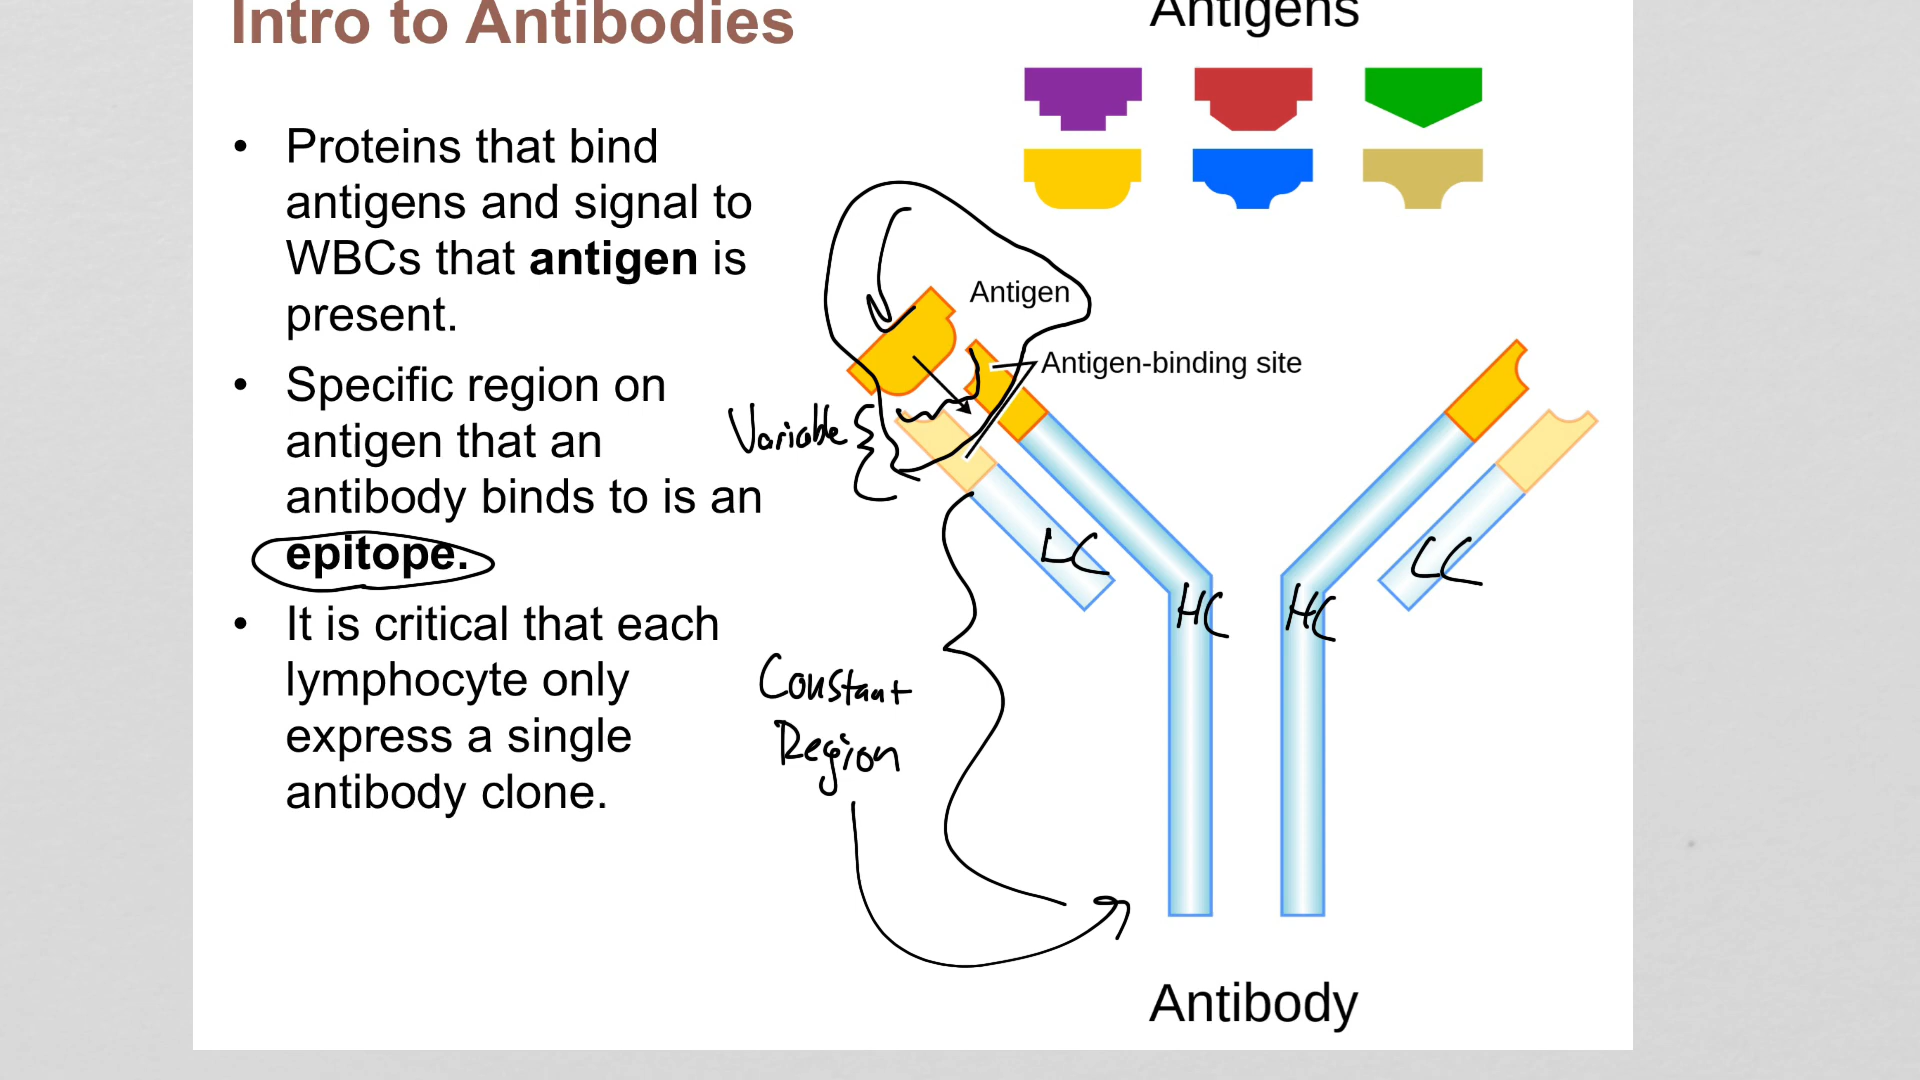 Intro to Antibodies
Antigens
• Proteins that bind
antigens and signal to
WBCs that antigen is
present.
• Specific region on
antigen that an
antibody binds to is an
epitope.
• It is critical that each
lymphocyte only
express a single
antibody clone.
Antigen
Antigen-binding site
Variable
LC
HC
HC
LC
Constant
Region
Antibody